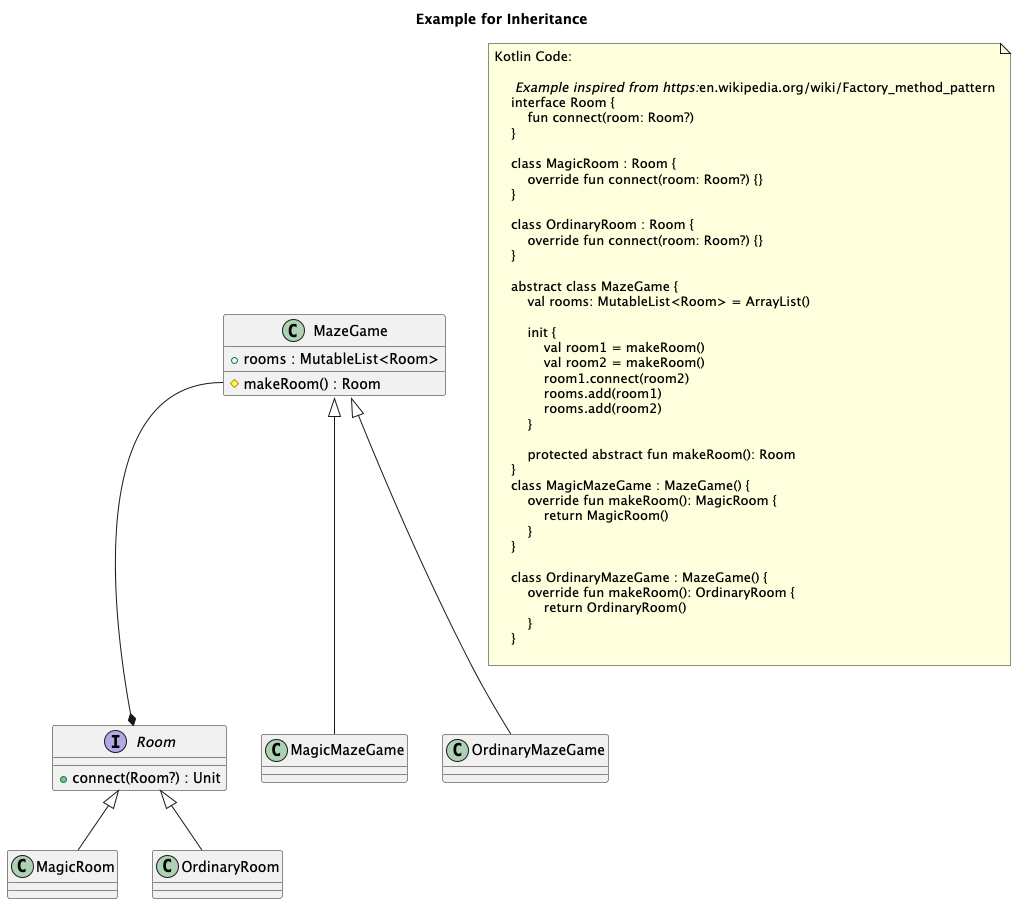 Example for Inheritance
Kotlin Code:
Example inspired from https:en.wikipedia.org/wiki/Factory_method_pattern
interface Room {
fun connect(room: Room?)
}
class MagicRoom : Room {
override fun connect(room: Room?) {}
}
class OrdinaryRoom : Room {
override fun connect(room: Room?) {}
}
abstract class MazeGame {
val rooms: MutableList<Room> = ArrayList()
init {
val room1 = makeRoom()
val room2 = makeRoom()
room1.connect(room2)
rooms.add(room1)
rooms.add(room2)
}
protected abstract fun makeRoom(): Room
}
class MagicMazeGame : MazeGame() {
override fun makeRoom(): MagicRoom {
return MagicRoom()
}
}
class OrdinaryMazeGame : MazeGame() {
override fun makeRoom(): OrdinaryRoom {
return OrdinaryRoom()
}
}
C MazeGame
rooms : MutableList<Room>
makeRoom() : Room
I Room
connect(Room?) : Unit
C MagicMazeGame
C OrdinaryMazeGame
C MagicRoom
C OrdinaryRoom